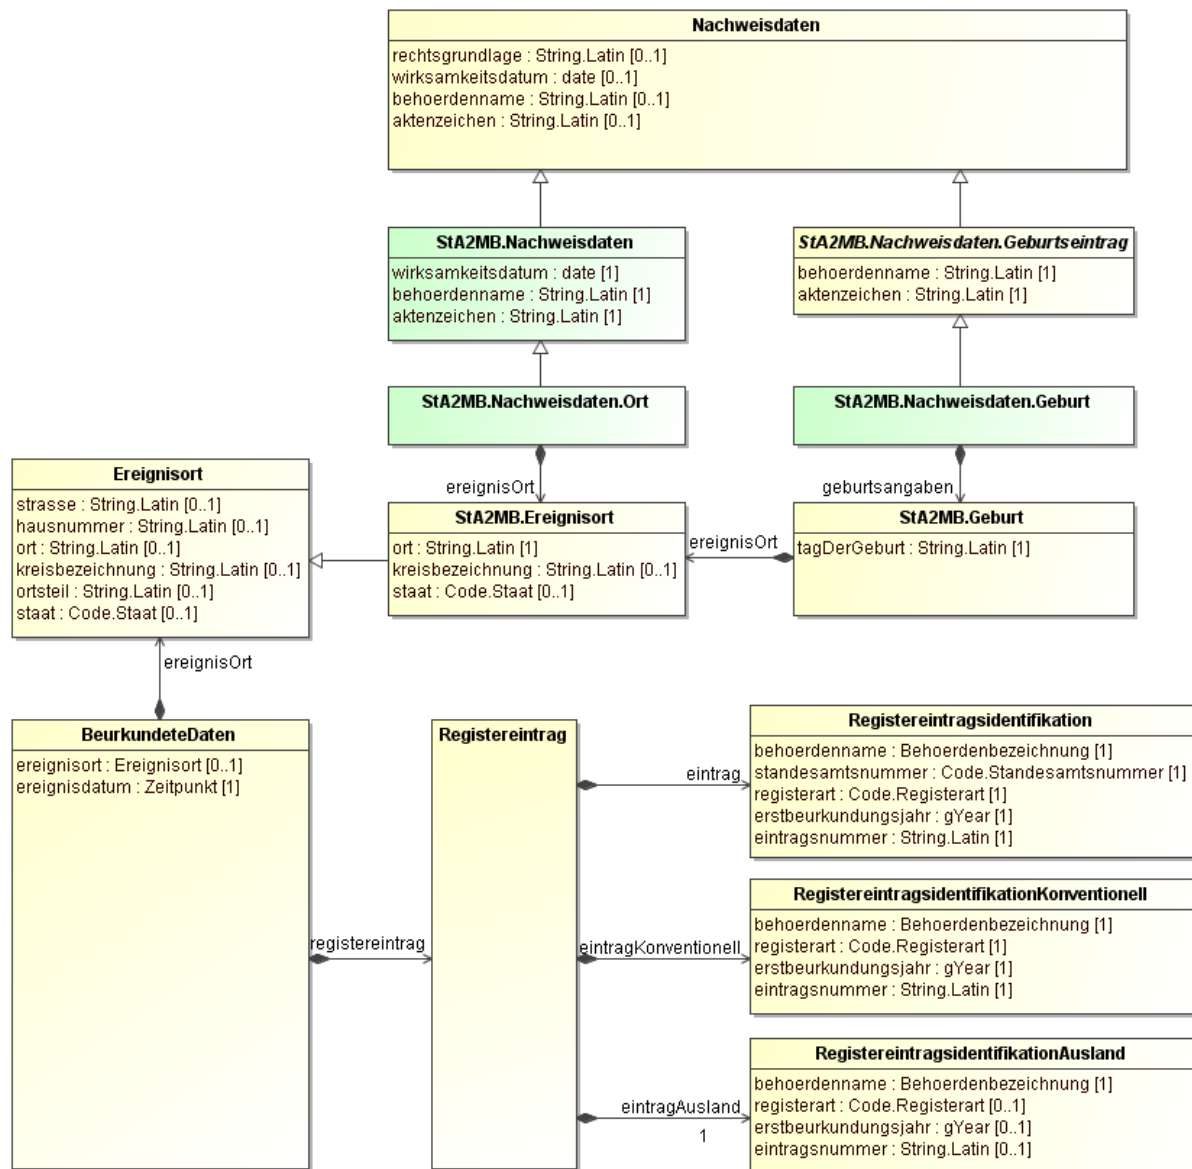 Nachweisdaten
rechtsgrundlage : String.Latin [0..1]
wirksamkeitsdatum : date [0..1]
behoerdenname : String.Latin [0..1]
aktenzeichen : String.Latin [0..1]
StA2MB.Nachweisdaten
wirksamkeitsdatum : date [1]
behoerdenname : String.Latin [1]
aktenzeichen : String.Latin [1]
StA2MB.Nachweisdaten.Geburtseintrag
behoerdenname : String.Latin [1]
aktenzeichen : String.Latin [1]
StA2MB.Nachweisdaten.Ort
StA2MB.Nachweisdaten.Geburt
ereignisOrt
geburtsangaben
Ereignisort
strasse : String.Latin [0..1]
hausnummer : String.Latin [0..1]
ort : String.Latin [0..1]
kreisbezeichnung : String.Latin [0..1]
ortsteil : String.Latin [0..1]
staat : Code.Staat [0..1]
StA2MB.Ereignisort
ort : String.Latin [1]
kreisbezeichnung : String.Latin [0..1]
staat : Code.Staat [0..1]
ereignisOrt
StA2MB.Geburt
tagDerGeburt : String.Latin [1]
ereignisOrt
BeurkundeteDaten
ereignisort : Ereignisort [0..1]
ereignisdatum : Zeitpunkt [1]
registereintrag
Registereintrag
eintrag
Registereintragsidentifikation
behoerdenname : Behoerdenbezeichnung [1]
standesamtsnummer : Code.Standesamtsnummer [1]
registerart : Code.Registerart [1]
erstbeurkundungsjahr : gYear [1]
eintragsnummer : String.Latin [1]
eintragKonventionell
RegistereintragsidentifikationKonventionell
behoerdenname : Behoerdenbezeichnung [1]
registerart : Code.Registerart [1]
erstbeurkundungsjahr : gYear [1]
eintragsnummer : String.Latin [1]
eintragAusland
1
RegistereintragsidentifikationAusland
behoerdenname : Behoerdenbezeichnung [1]
registerart : Code.Registerart [0..1]
erstbeurkundungsjahr : gYear [0..1]
eintragsnummer : String.Latin [0..1]